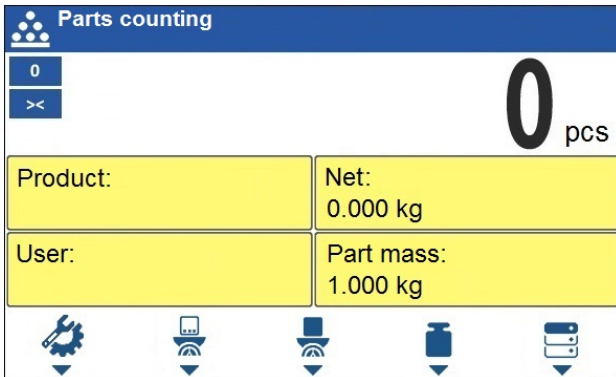 Parts counting
0
><
0 pcs
Product:
Net:
0.000 kg
User:
Part mass:
1.000 kg